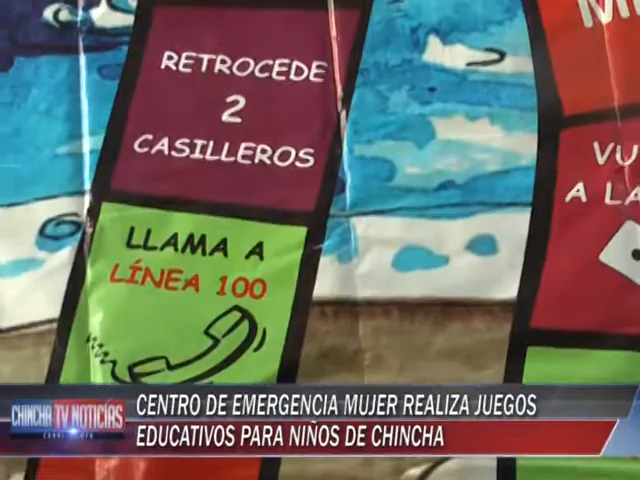 RETROCEDE
2
CASILLEROS
LLAMA A
LÍNEA 100
A LA
CHINCHA TV NOTICIAS
CENTRO DE EMERGENCIA MUJER REALIZA JUEGOS
EDUCATIVOS PARA NIÑOS DE CHINCHA